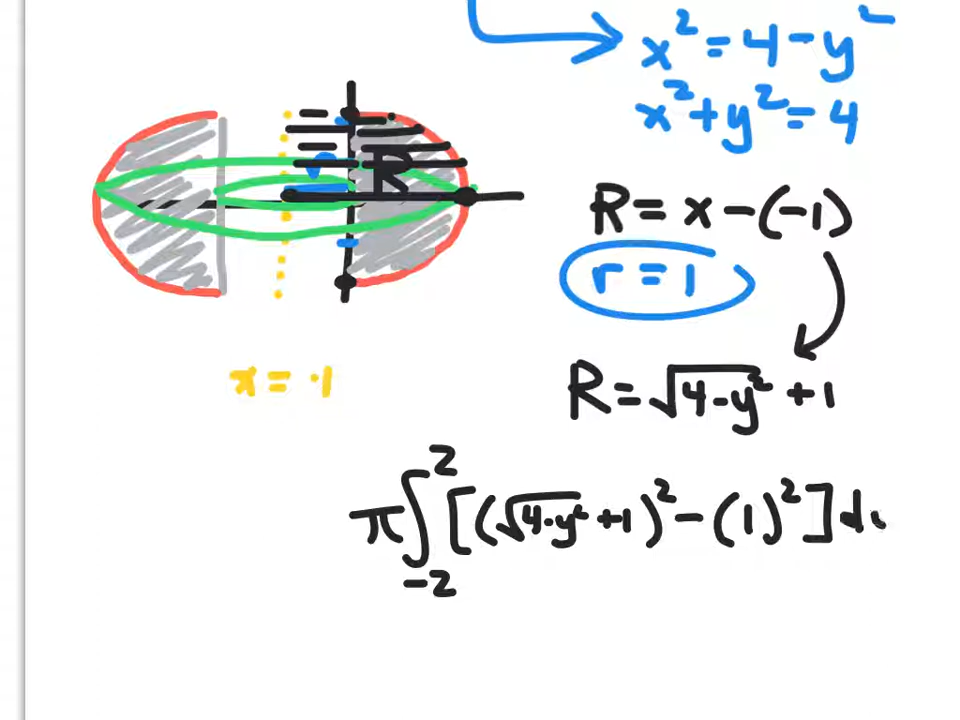 x² = 4 - y²
x² + y² = 4
R
R = x - (-1)
r = 1
x = -1
R = √(4-y²) + 1
π∫₋₂² [(√(4-y²) + 1)² - (1)²] d